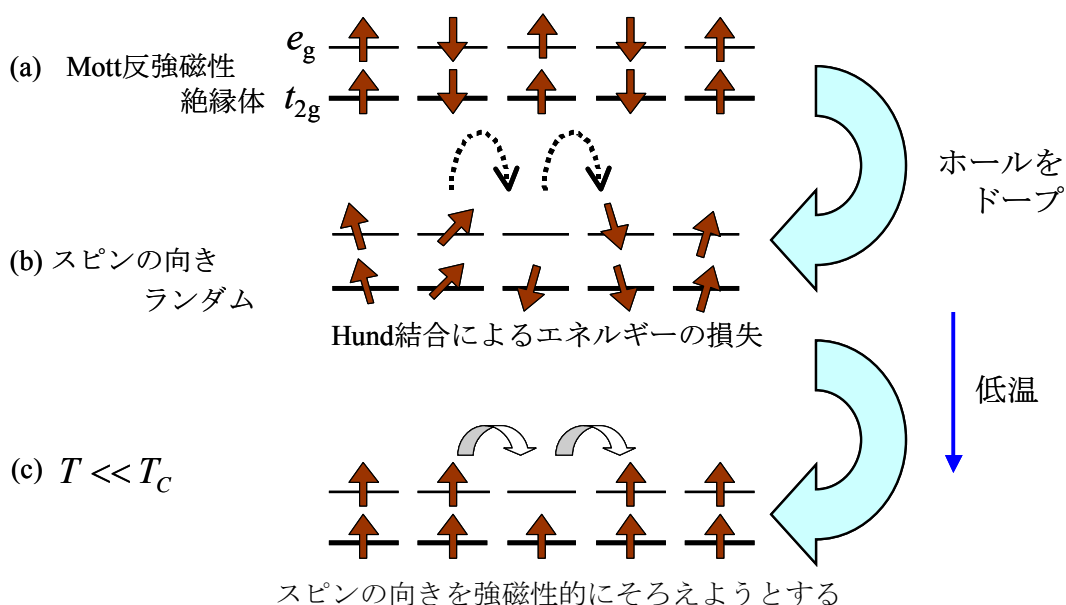 (a) Mott反強磁性
絶縁体
e_g
t_2g
ホールを
ドープ
(b) スピンの向き
ランダム
Hund結合によるエネルギーの損失
低温
(c) T << T_C
スピンの向きを強磁性的にそろえようとする